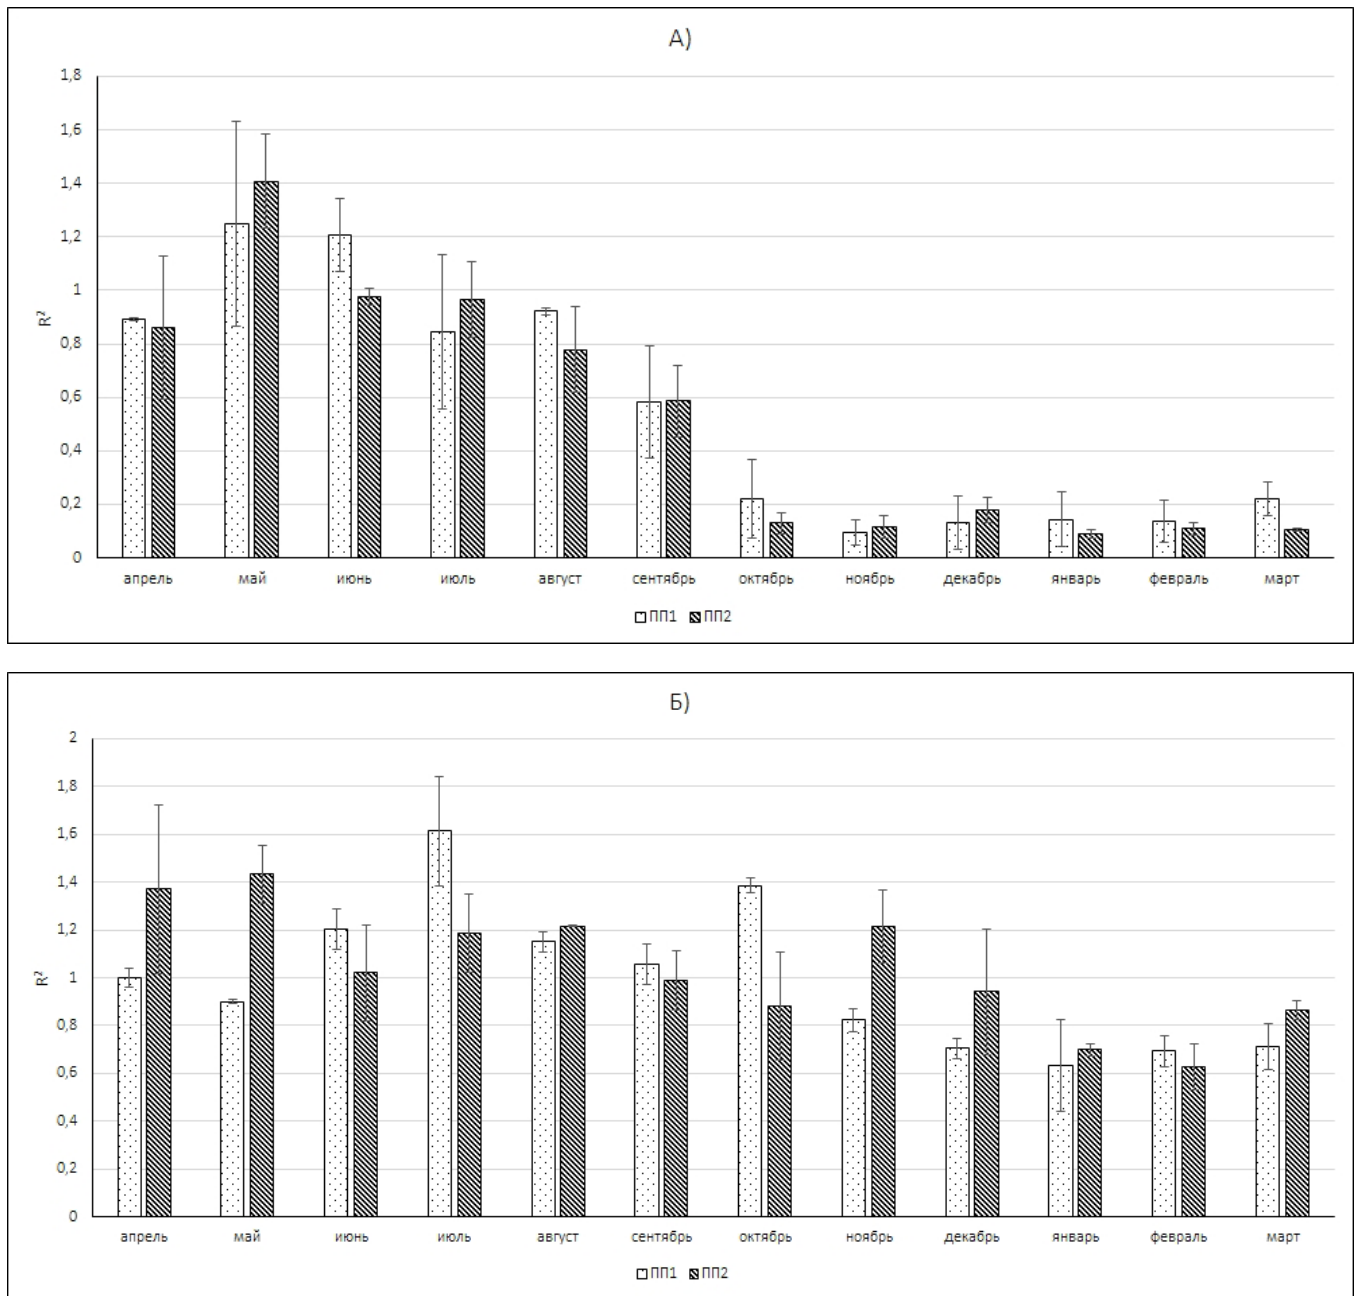 А)
1,8
1,6
1,4
1,2
1
0,8
0,6
0,4
0,2
0
R²
апрель май июнь июль август сентябрь октябрь ноябрь декабрь январь февраль март
ПП1 ПП2
Б)
2
1,8
1,6
1,4
1,2
1
0,8
0,6
0,4
0,2
0
R²
апрель май июнь июль август сентябрь октябрь ноябрь декабрь январь февраль март
ПП1 ПП2